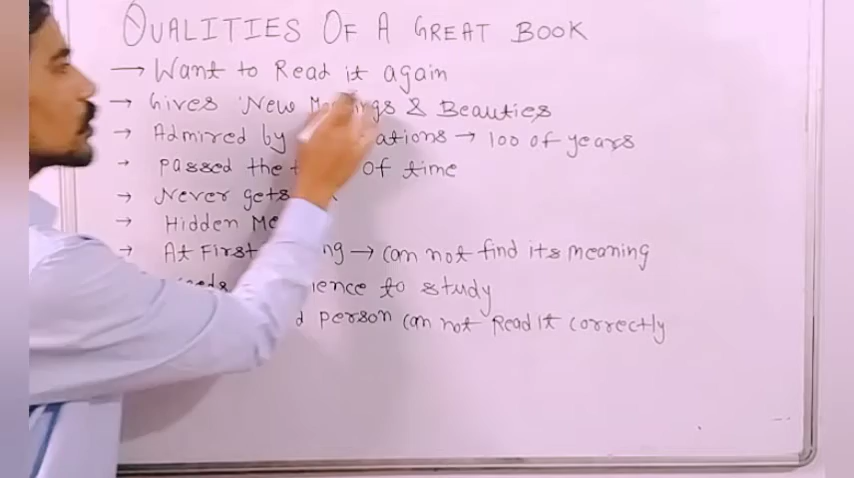 QUALITIES OF A GREAT BOOK
→ Want to Read it again
→ Gives New Meanings & Beauties
→ Admired by ations → 100 of years
→ Passed the of time
→ Never gets
→ Hidden Me
→ At First ng → can not find its meaning
ience to study
person can not Read It correctly